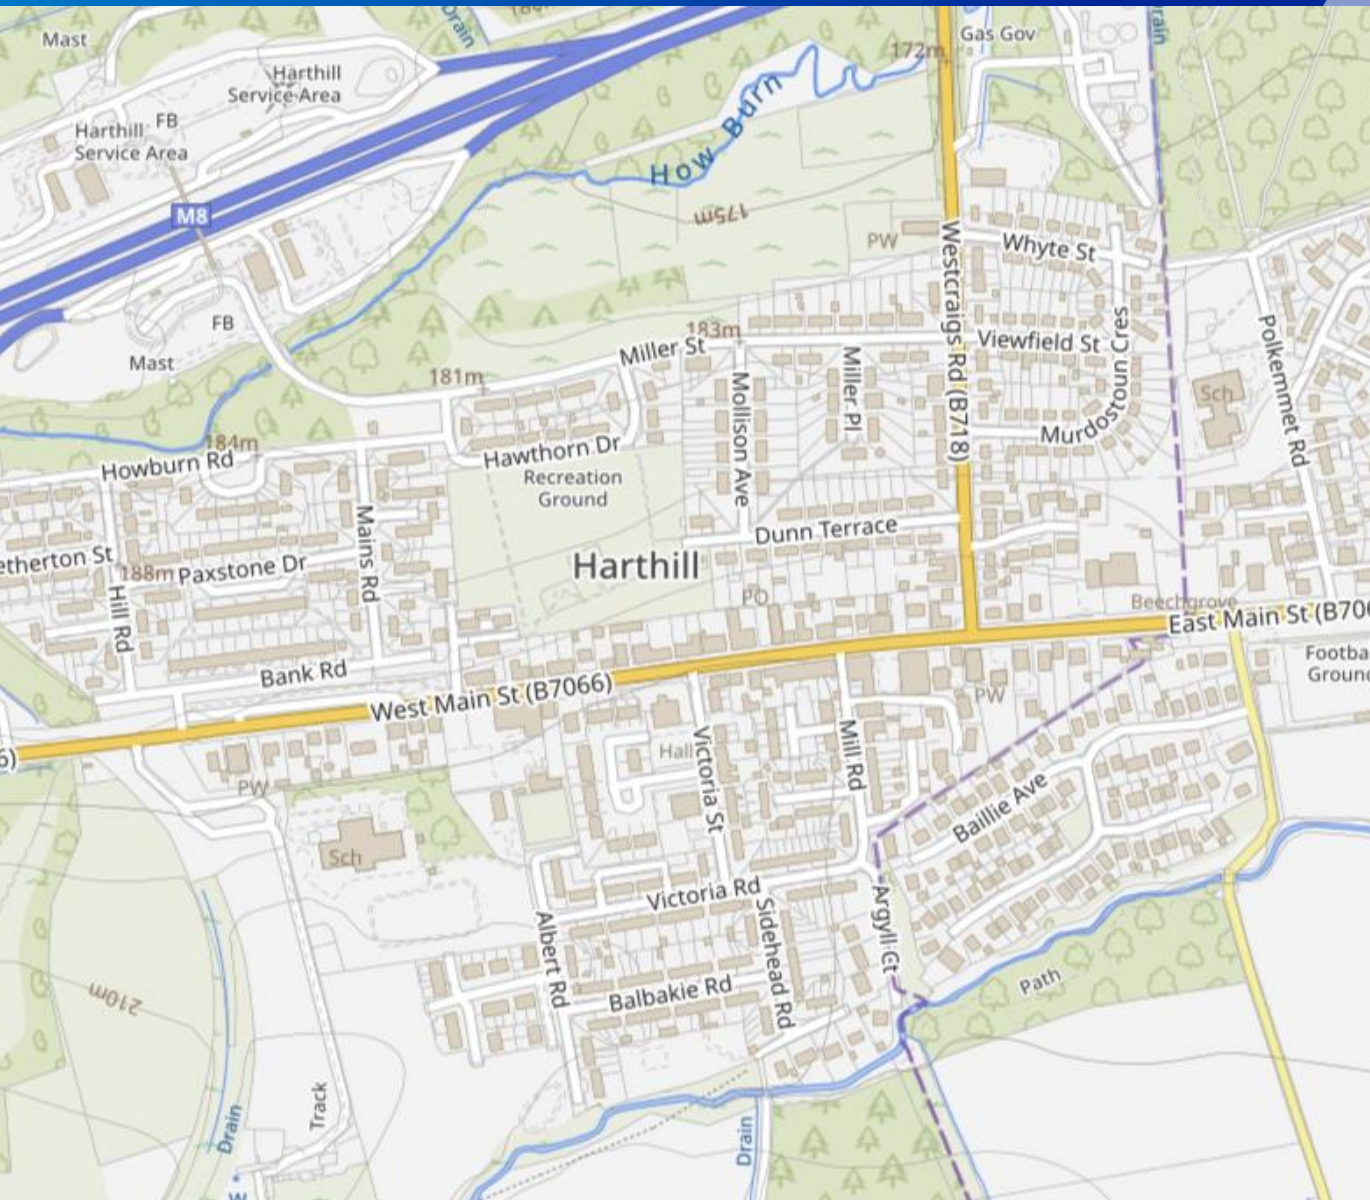 Mast
Drain
Gas Gov
172m
Drain
Harthill
Service Area
FB
Harthill
Service Area
How Burn
M8
175m
PW
Westcraigs Rd (B718)
Whyte St
FB
Mast
183m
Miller St
Viewfield St
Murdostoun Cres
Polkemmet Rd
181m
Mollison Ave
Miller Pl
Sch
184m
Howburn Rd
Hawthorn Dr
Recreation
Ground
Mains Rd
Dunn Terrace
Harthill
etherton St
188m
Paxstone Dr
Hill Rd
PO
Beechgrove
East Main St (B706
Bank Rd
West Main St (B7066)
Footba
Ground
PW
6)
Hall
Victoria St
Mill Rd
PW
Baillie Ave
Sch
Victoria Rd
Albert Rd
Sidehead Rd
Argyll Ct
Balbakie Rd
Path
210m
Track
Drain
Drain
w